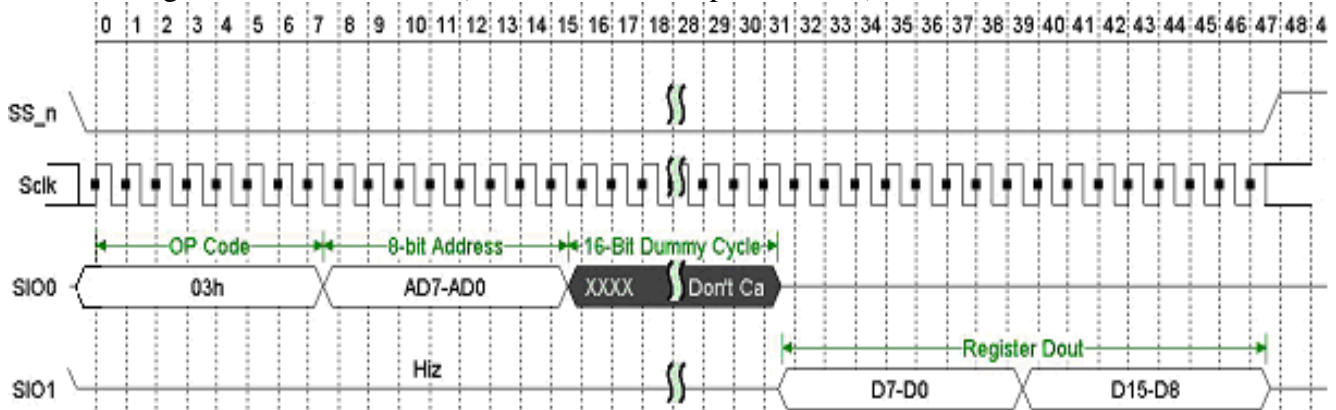 0 1 2 3 4 5 6 7 8 9 10 11 12 13 14 15 16 17 18 28 29 30 31 32 33 34 35 36 37 38 39 40 41 42 43 44 45 46 47 48 4
SS_n
Sclk
OP Code 8-bit Address 16-Bit Dummy Cycle
SIO0 03h AD7-AD0 XXXX Don't Ca
Register Dout
Hiz
SIO1 D7-D0 D15-D8